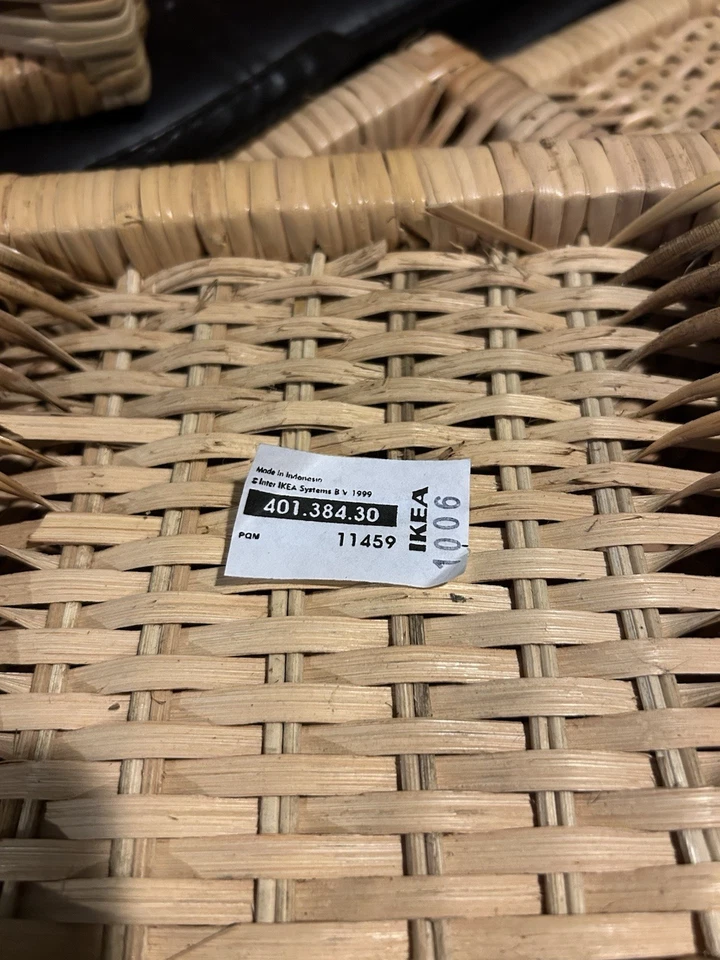 Made in Indonesia
© Inter IKEA Systems B V 1999
401.384.30
PQM 11459
IKEA
1006